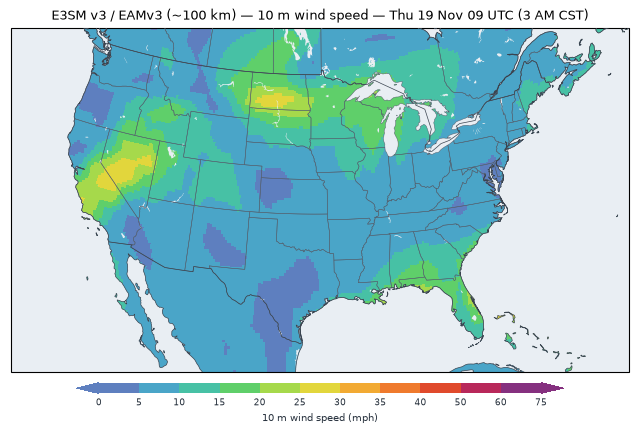 E3SM v3 / EAMv3 (~100 km) — 10 m wind speed — Thu 19 Nov 09 UTC (3 AM CST)
0 5 10 15 20 25 30 35 40 50 60 75
10 m wind speed (mph)